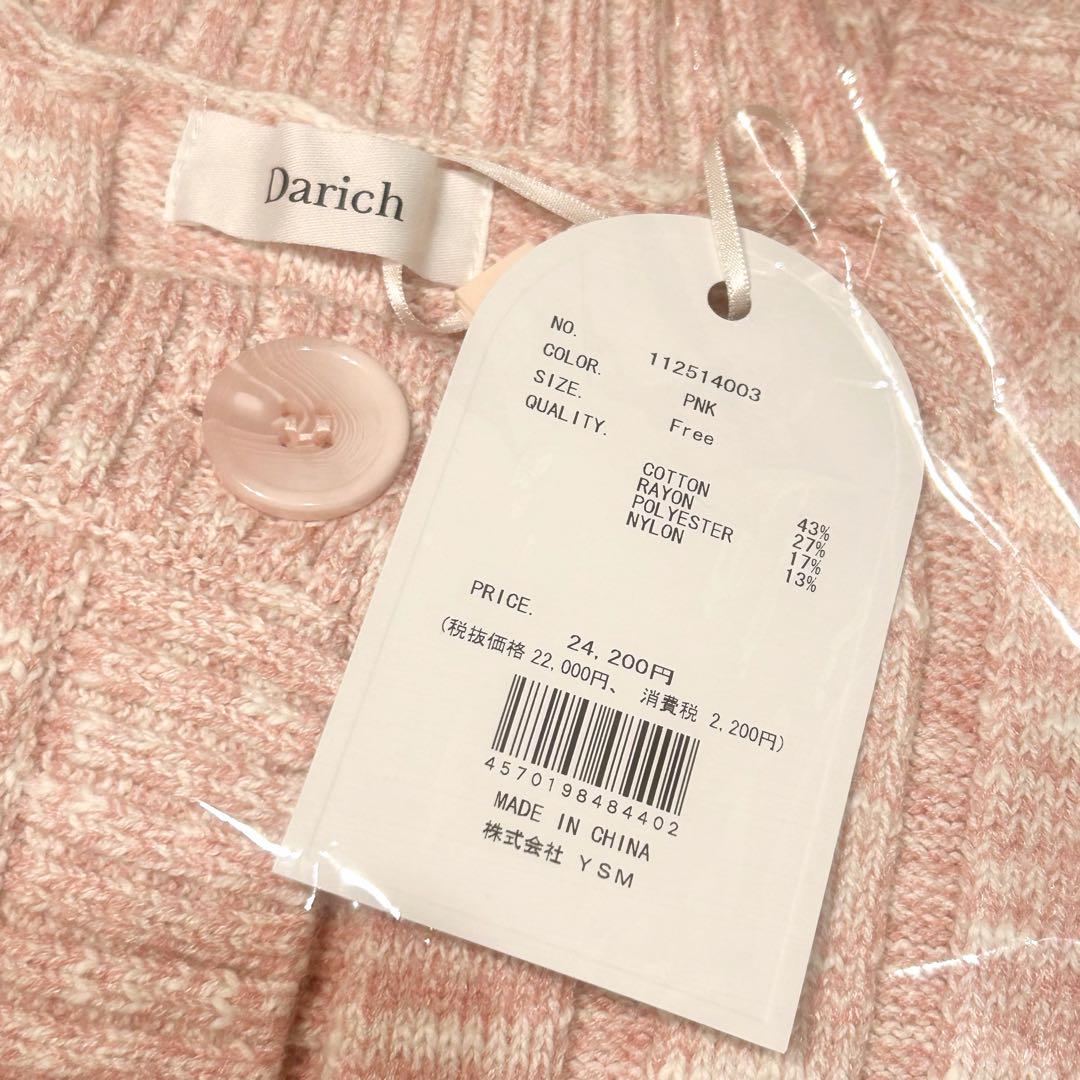 Darich
NO. 112514003
COLOR. PNK
SIZE. Free
QUALITY.
COTTON 43%
RAYON 27%
POLYESTER 17%
NYLON 13%
PRICE. 24,200円
(税抜価格 22,000円、 消費税 2,200円)
4570198484402
MADE IN CHINA
株式会社 YSM